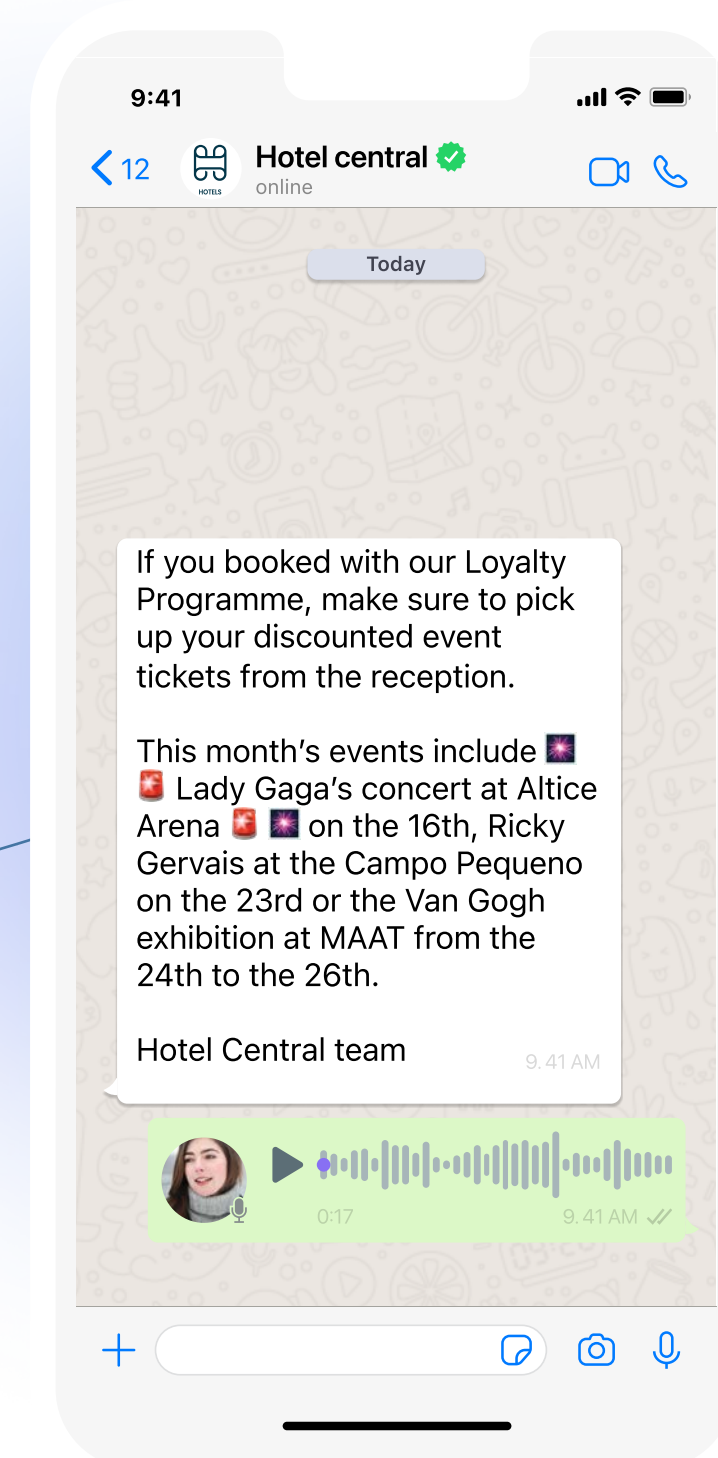 9:41
12
HOTELS
Hotel central
online
Today
If you booked with our Loyalty
Programme, make sure to pick
up your discounted event
tickets from the reception.
This month’s events include 🎆
🚨 Lady Gaga’s concert at Altice
Arena 🚨 🎆 on the 16th, Ricky
Gervais at the Campo Pequeno
on the 23rd or the Van Gogh
exhibition at MAAT from the
24th to the 26th.
Hotel Central team
9.41 AM
0:17
9.41 AM